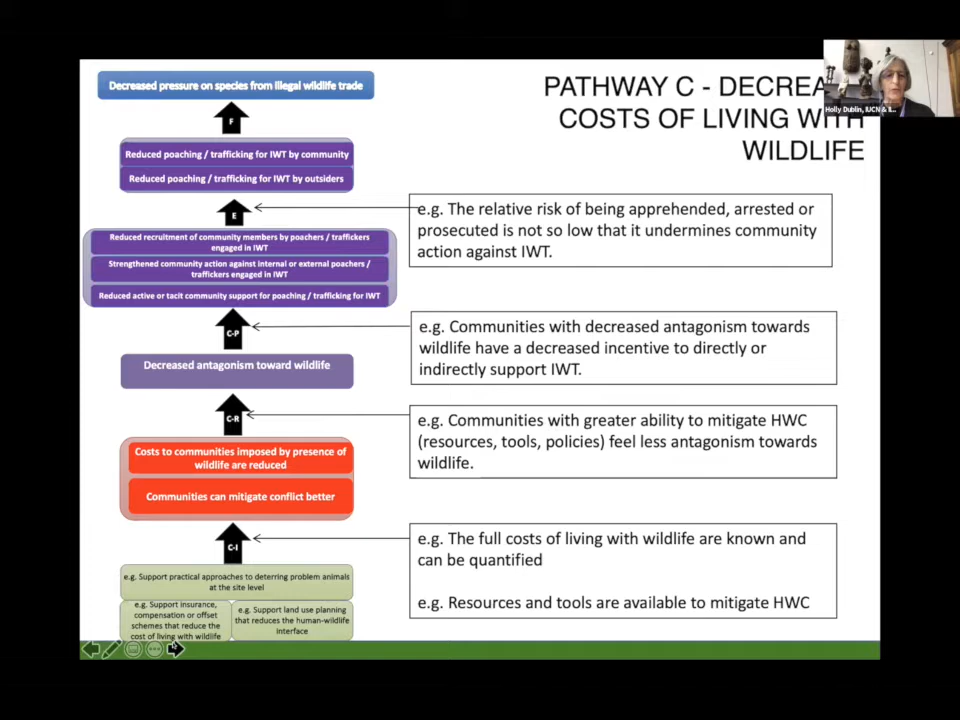 PATHWAY C - DECREA
COSTS OF LIVING WITH
WILDLIFE
Holly Dublin, IUCN & II...
Decreased pressure on species from illegal wildlife trade
F
Reduced poaching / trafficking for IWT by community
Reduced poaching / trafficking for IWT by outsiders
E
e.g. The relative risk of being apprehended, arrested or
prosecuted is not so low that it undermines community
action against IWT.
Reduced recruitment of community members by poachers / traffickers
engaged in IWT
Strengthened community action against internal or external poachers /
traffickers engaged in IWT
Reduced active or tacit community support for poaching / trafficking for IWT
C-P
e.g. Communities with decreased antagonism towards
wildlife have a decreased incentive to directly or
indirectly support IWT.
Decreased antagonism toward wildlife
C-R
e.g. Communities with greater ability to mitigate HWC
(resources, tools, policies) feel less antagonism towards
wildlife.
Costs to communities imposed by presence of
wildlife are reduced
Communities can mitigate conflict better
C-I
e.g. The full costs of living with wildlife are known and
can be quantified
e.g. Resources and tools are available to mitigate HWC
e.g. Support practical approaches to deterring problem animals
at the site level
e.g. Support insurance,
compensation or offset
schemes that reduce the
cost of living with wildlife
e.g. Support land use planning
that reduces the human-wildlife
interface